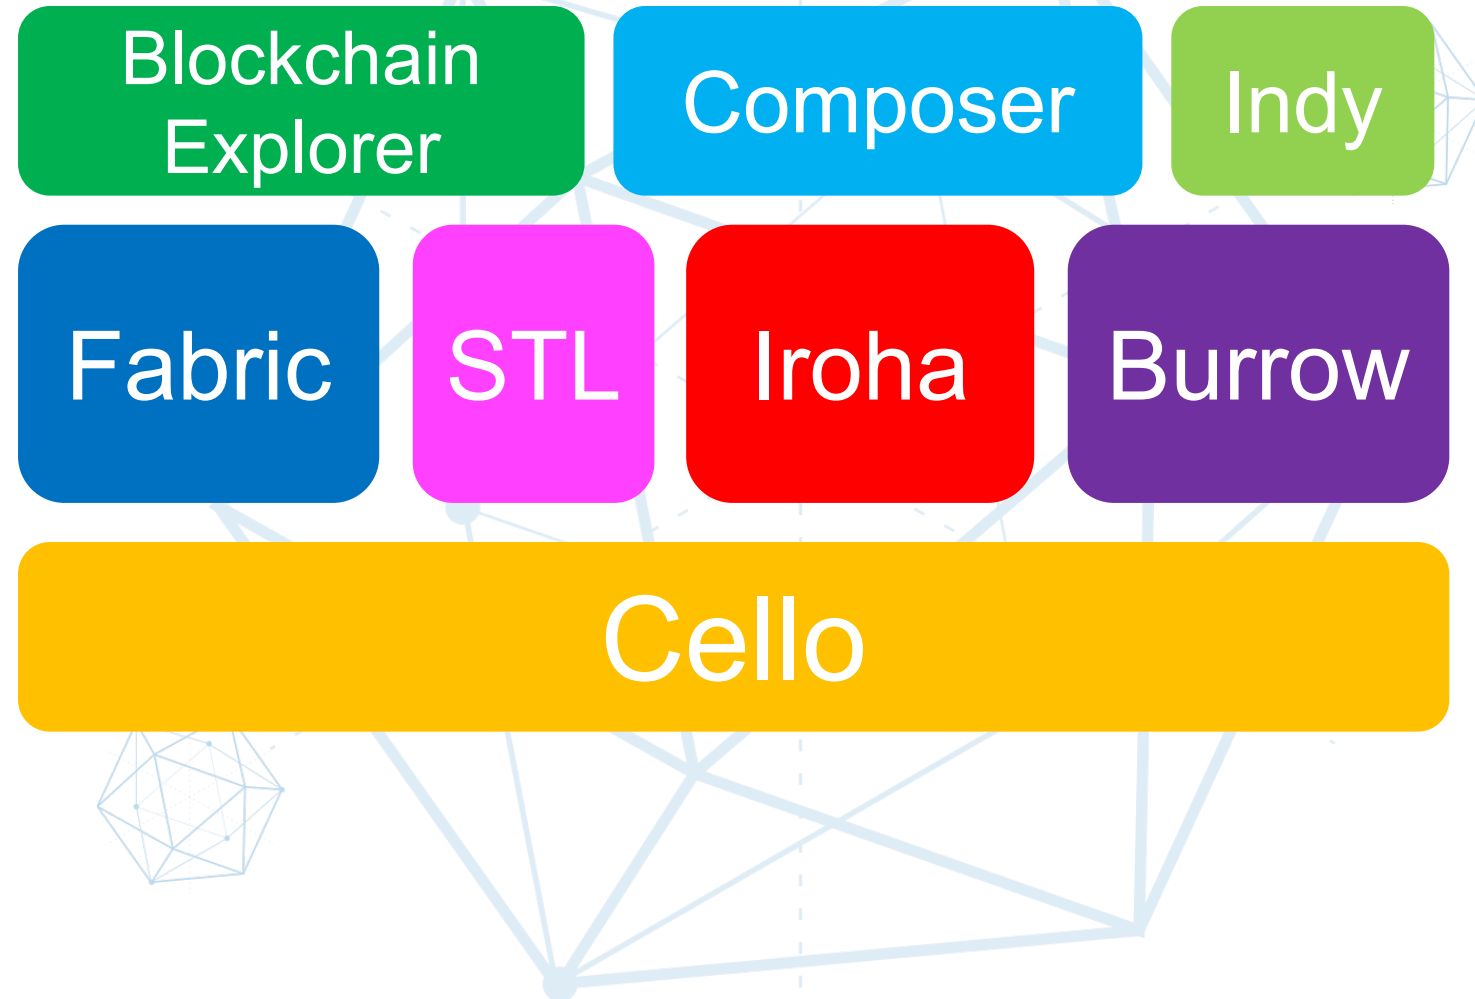 Blockchain
Explorer
Composer
Indy
Fabric
STL
Iroha
Burrow
Cello